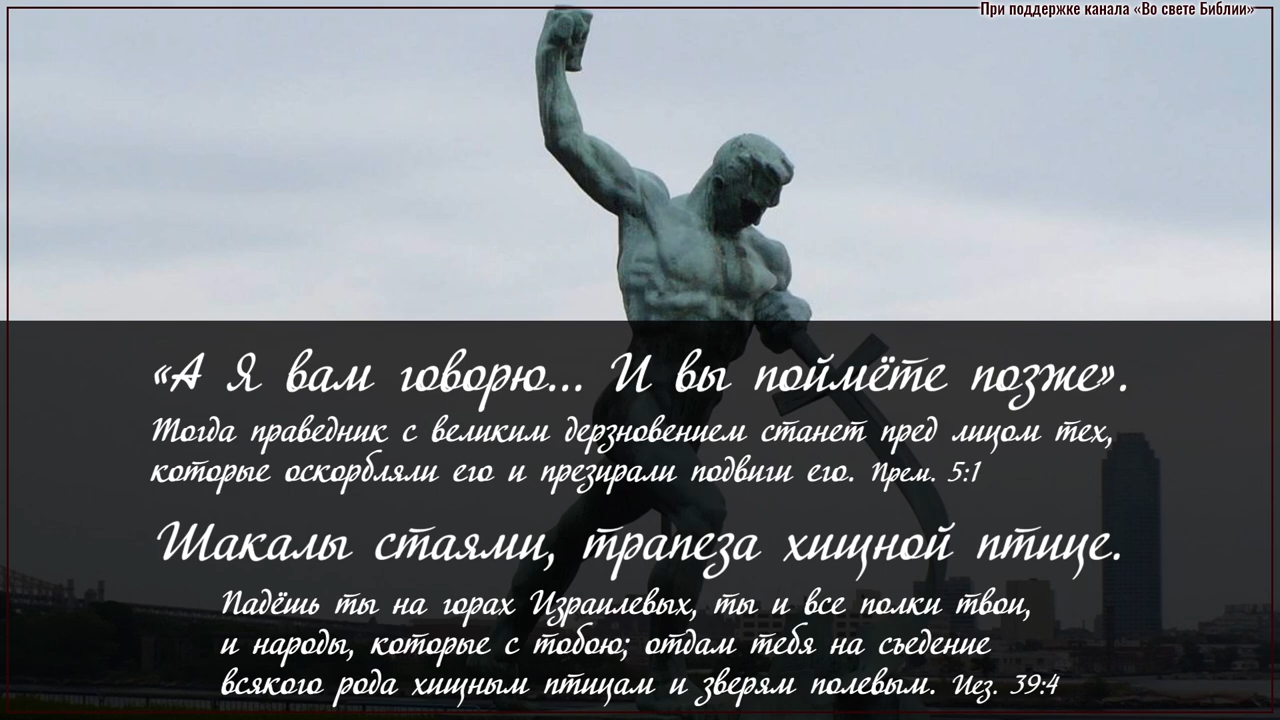 При поддержке канала «Во свете Библии»
«А Я вам говорю... И вы поймёте позже».
Тогда праведник с великим дерзновением станет пред лицом тех,
которые оскорбляли его и презирали подвиги его. Прем. 5:1
Шакалы стаями, трапеза хищной птице.
Падёшь ты на горах Израилевых, ты и все полки твои,
и народы, которые с тобою; отдам тебя на съедение
всякого рода хищным птицам и зверям полевым. Иез. 39:4